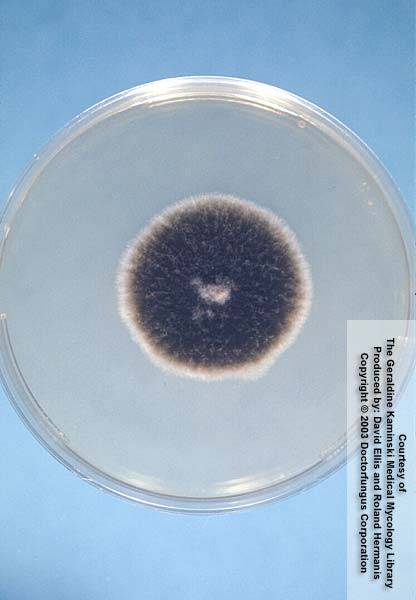 Courtesy of
The Geraldine Kaminski Medical Mycology Library
Produced by: David Ellis and Roland Hermanis
Copyright © 2003 Doctorfungus Corporation